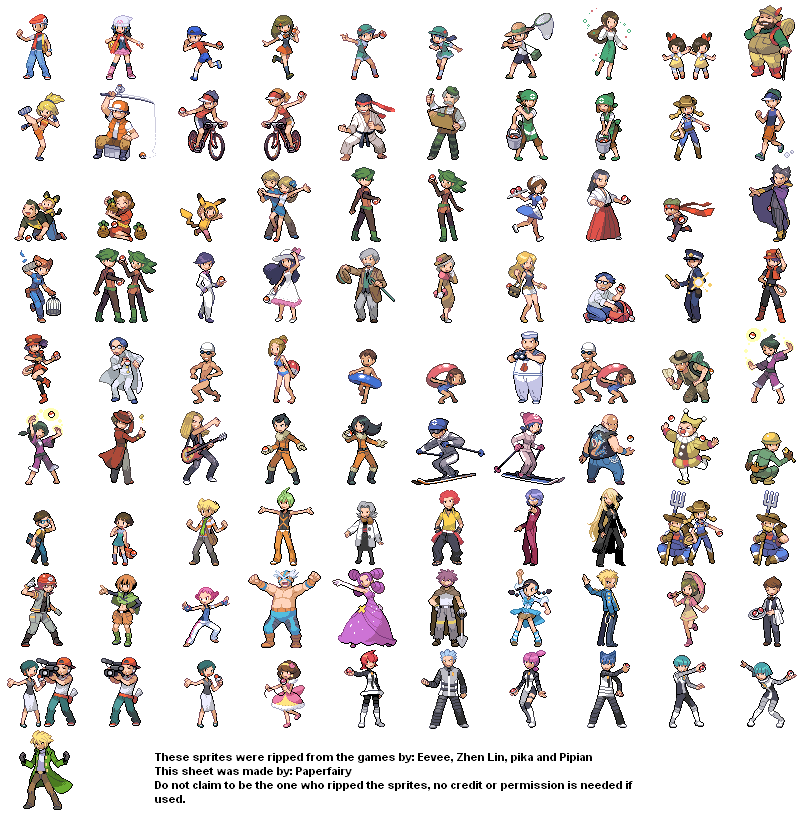 These sprites were ripped from the games by: Eevee, Zhen Lin, pika and Pipian
This sheet was made by: Paperfairy
Do not claim to be the one who ripped the sprites, no credit or permission is needed if
used.